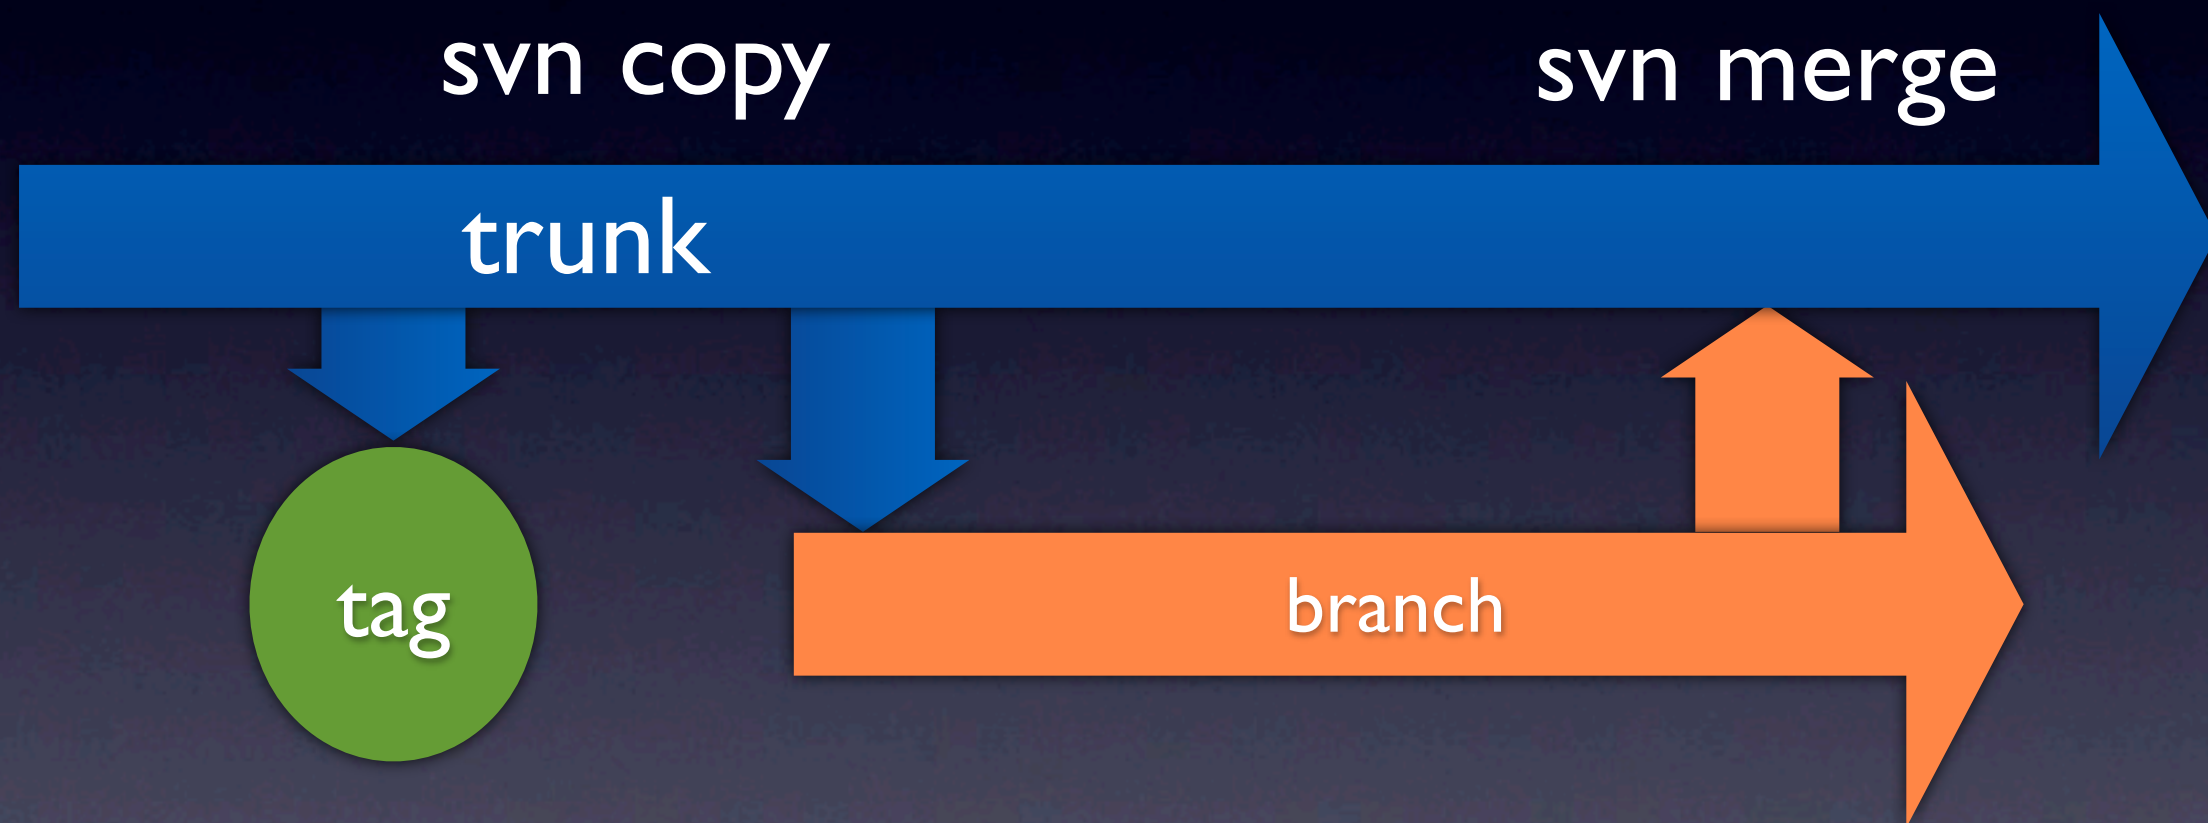 svn copy
svn merge
trunk
tag
branch